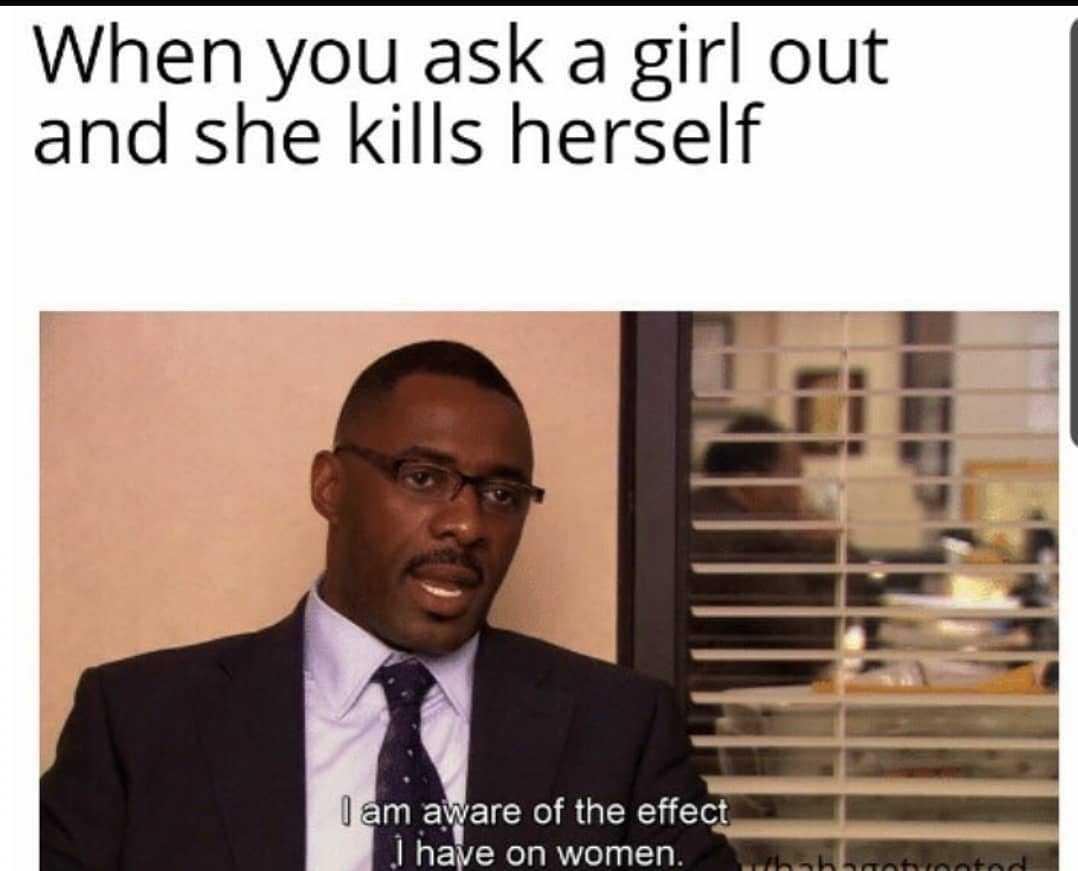 When you ask a girl out
and she kills herself
I am aware of the effect
I have on women.